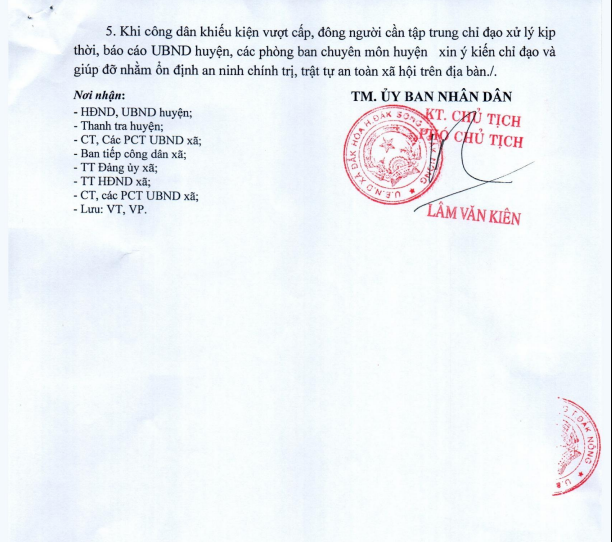 5. Khi công dân khiếu kiện vượt cấp, đông người cần tập trung chỉ đạo xử lý kịp
thời, báo cáo UBND huyện, các phòng ban chuyên môn huyện xin ý kiến chỉ đạo và
giúp đỡ nhằm ổn định an ninh chính trị, trật tự an toàn xã hội trên địa bàn./.
Nơi nhận:
- HĐND, UBND huyện;
- Thanh tra huyện;
- CT, Các PCT UBND xã;
- Ban tiếp công dân xã;
- TT Đảng ủy xã;
- TT HĐND xã;
- CT, các PCT UBND xã;
- Lưu: VT, VP.
TM. ỦY BAN NHÂN DÂN
KT. CHỦ TỊCH
PHÓ CHỦ TỊCH
U.B.N.D XÃ ĐẮK HÒA H.ĐẮK SONG
LÂM VĂN KIÊN
T.ĐẮK NÔNG
U.B